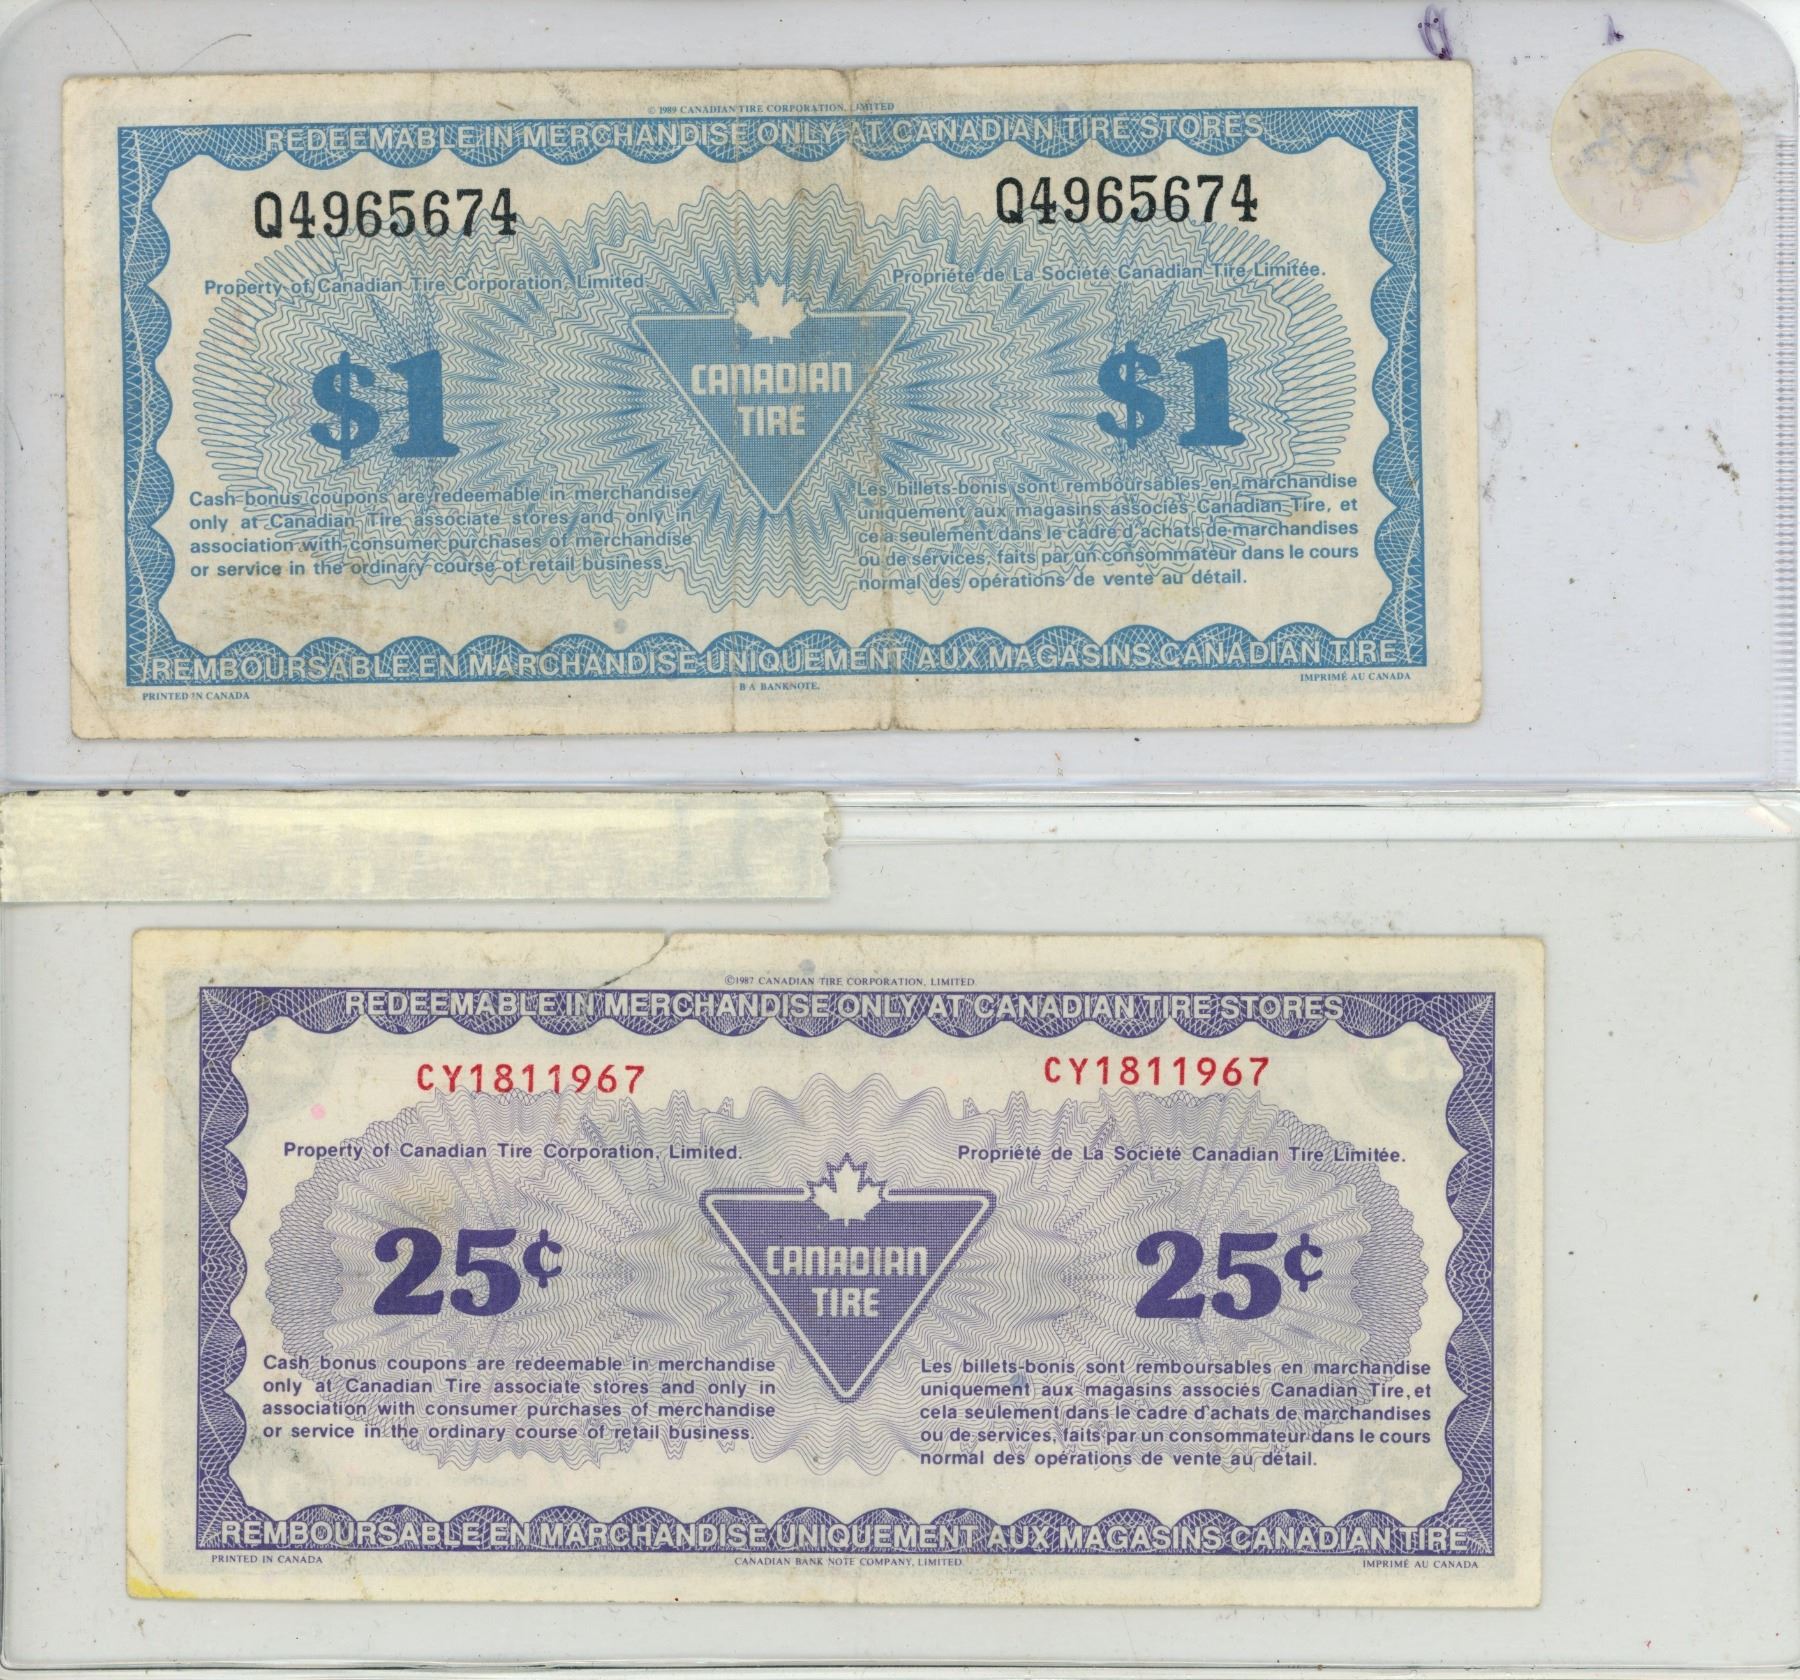 © 1989 CANADIAN TIRE CORPORATION, LIMITED
REDEEMABLE IN MERCHANDISE ONLY AT CANADIAN TIRE STORES
Q4965674 Q4965674
Property of Canadian Tire Corporation, Limited.
Propriété de La Société Canadian Tire Limitée.
$1 $1
CANADIAN
TIRE
Cash bonus coupons are redeemable in merchandise
only at Canadian Tire associate stores and only in
association with consumer purchases of merchandise
or service in the ordinary course of retail business.
Les billets-bonis sont remboursables en marchandise
uniquement aux magasins associés Canadian Tire, et
cela seulement dans le cadre d'achats de marchandises
ou de services, faits par un consommateur dans le cours
normal des opérations de vente au détail.
REMBOURSABLE EN MARCHANDISE UNIQUEMENT AUX MAGASINS CANADIAN TIRE
PRINTED IN CANADA
B A BANKNOTE.
IMPRIMÉ AU CANADA
©1987 CANADIAN TIRE CORPORATION, LIMITED
REDEEMABLE IN MERCHANDISE ONLY AT CANADIAN TIRE STORES
CY1811967 CY1811967
Property of Canadian Tire Corporation, Limited.
Propriété de La Société Canadian Tire Limitée.
25¢ 25¢
CANADIAN
TIRE
Cash bonus coupons are redeemable in merchandise
only at Canadian Tire associate stores and only in
association with consumer purchases of merchandise
or service in the ordinary course of retail business.
Les billets-bonis sont remboursables en marchandise
uniquement aux magasins associés Canadian Tire, et
cela seulement dans le cadre d'achats de marchandises
ou de services, faits par un consommateur dans le cours
normal des opérations de vente au détail.
REMBOURSABLE EN MARCHANDISE UNIQUEMENT AUX MAGASINS CANADIAN TIRE
PRINTED IN CANADA
CANADIAN BANK NOTE COMPANY, LIMITED
IMPRIMÉ AU CANADA